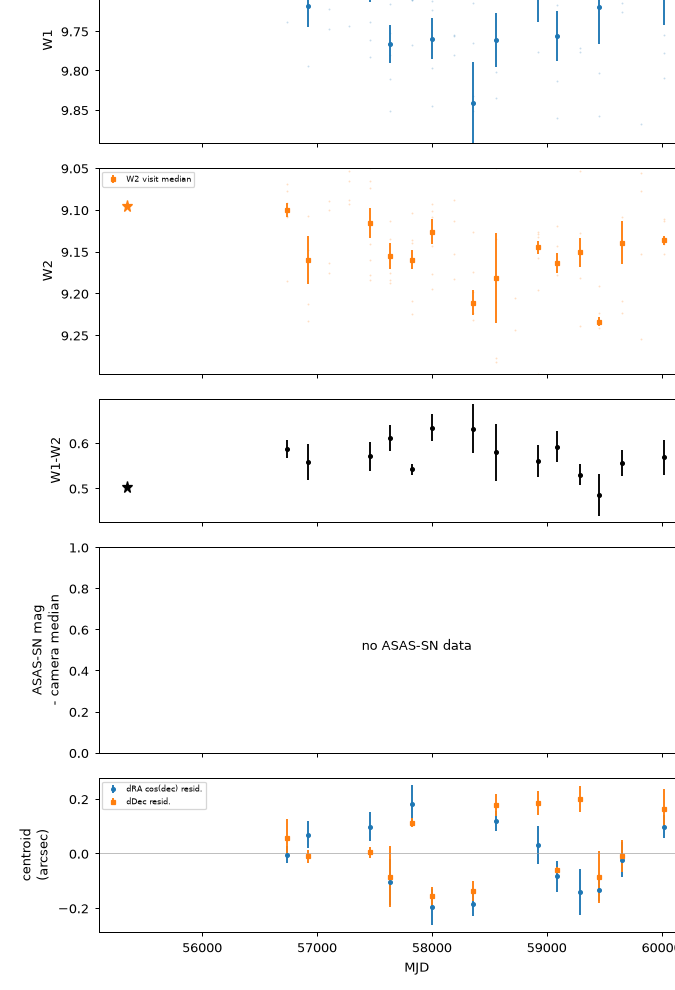 W1
9.75
9.80
9.85
W2
9.05
9.10
9.15
9.20
9.25
W2 visit median
W1-W2
0.6
0.5
ASAS-SN mag
- camera median
1.0
0.8
0.6
0.4
0.2
0.0
no ASAS-SN data
centroid
(arcsec)
0.2
0.0
−0.2
dRA cos(dec) resid.
dDec resid.
56000
57000
58000
59000
6000
MJD